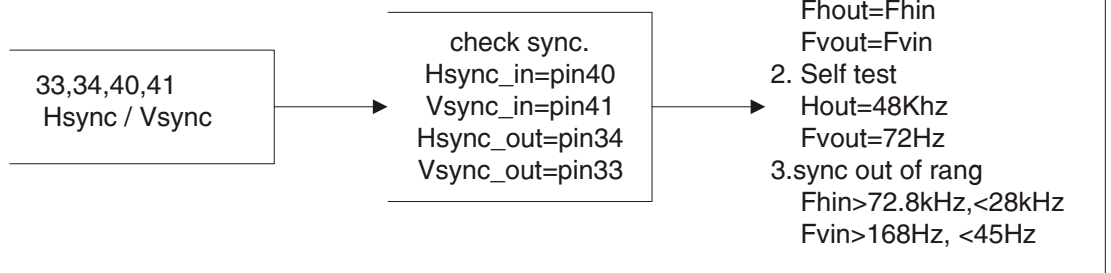 33,34,40,41
Hsync / Vsync
check sync.
Hsync_in=pin40
Vsync_in=pin41
Hsync_out=pin34
Vsync_out=pin33
Fhout=Fhin
Fvout=Fvin
2. Self test
Hout=48Khz
Fvout=72Hz
3.sync out of rang
Fhin>72.8kHz,<28kHz
Fvin>168Hz, <45Hz